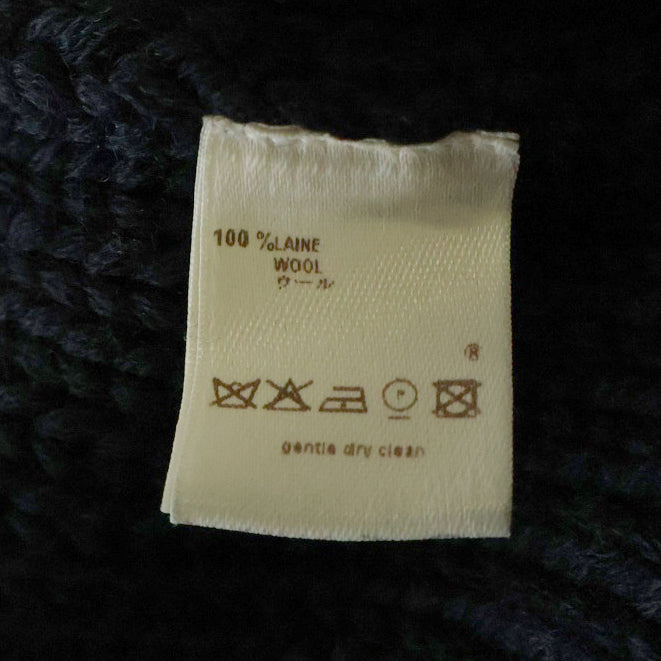 100 % LAINE
WOOL
ウール
®
P
gentle dry clean